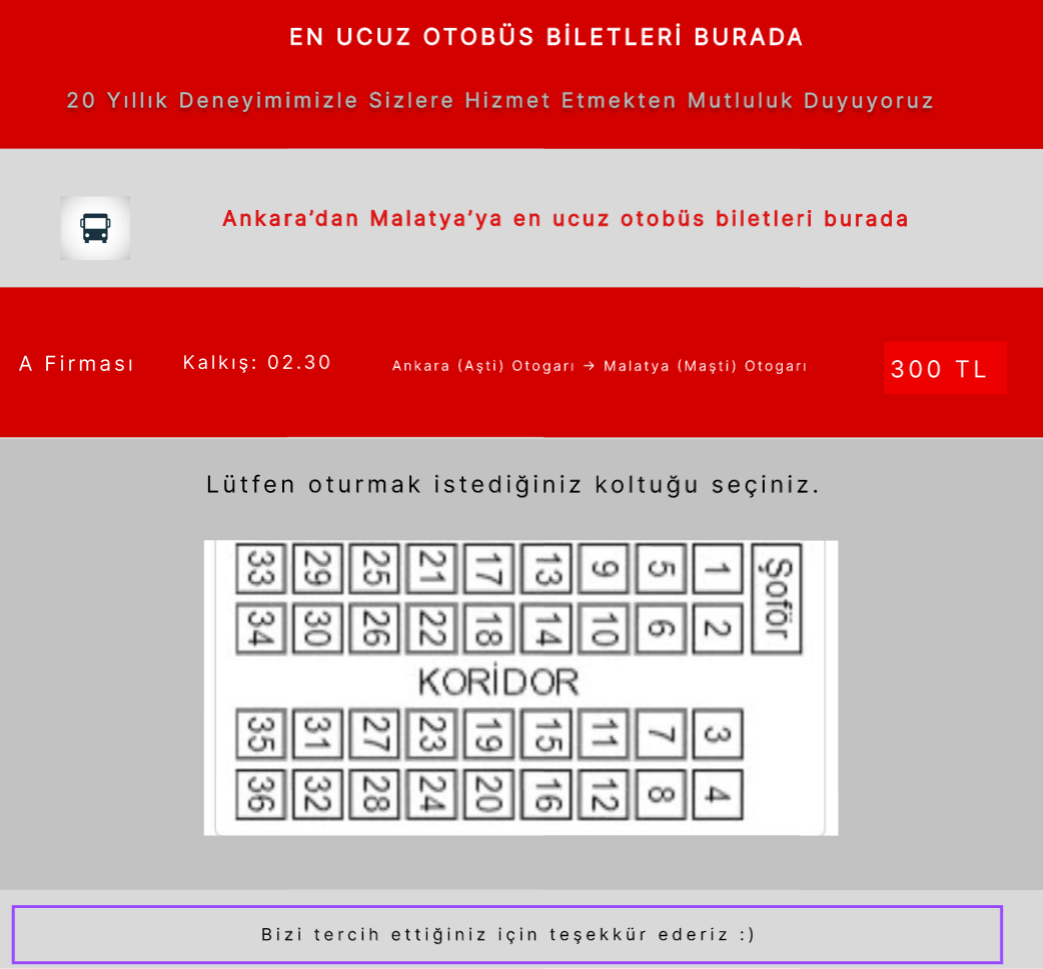 EN UCUZ OTOBÜS BİLETLERİ BURADA
20 Yıllık Deneyimimizle Sizlere Hizmet Etmekten Mutluluk Duyuyoruz
Ankara’dan Malatya’ya en ucuz otobüs biletleri burada
A Firması Kalkış: 02.30 Ankara (Aşti) Otogarı → Malatya (Maşti) Otogarı 300 TL
Lütfen oturmak istediğiniz koltuğu seçiniz.
33 29 25 21 17 13 9 5 1 Şoför
34 30 26 22 18 14 10 6 2
KORİDOR
35 31 27 23 19 15 11 7 3
36 32 28 24 20 16 12 8 4
Bizi tercih ettiğiniz için teşekkür ederiz :)